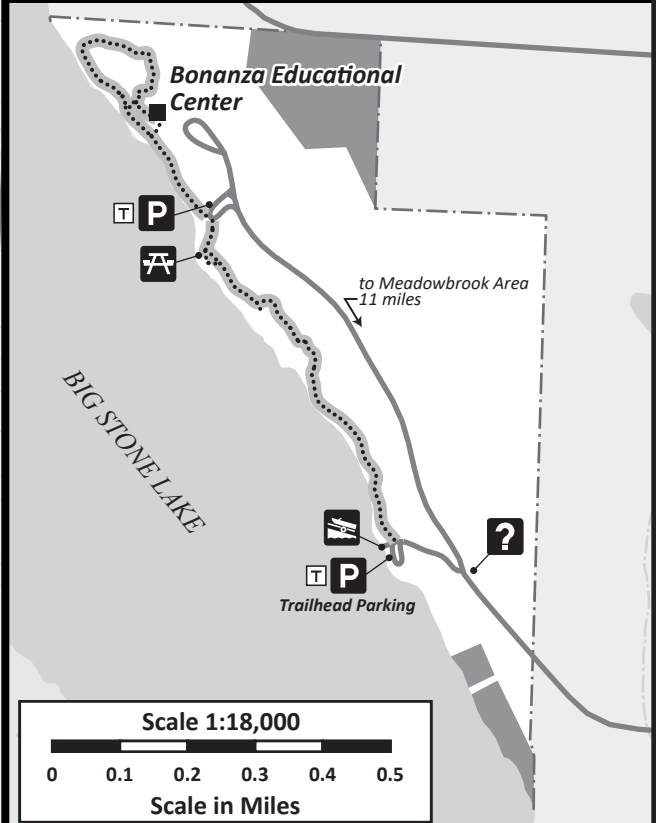 Bonanza Educational
Center
T P
to Meadowbrook Area
11 miles
BIG STONE LAKE
?
T P
Trailhead Parking
Scale 1:18,000
0 0.1 0.2 0.3 0.4 0.5
Scale in Miles